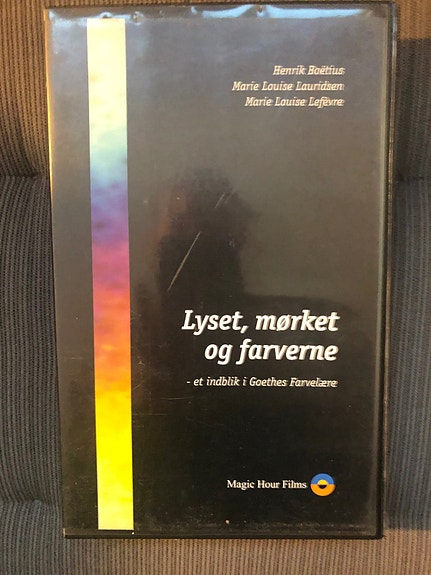 Henrik Boëtius
Marie Louise Lauridsen
Marie Louise Lefèvre
Lyset, mørket
og farverne
- et indblik i Goethes Farvelære
Magic Hour Films